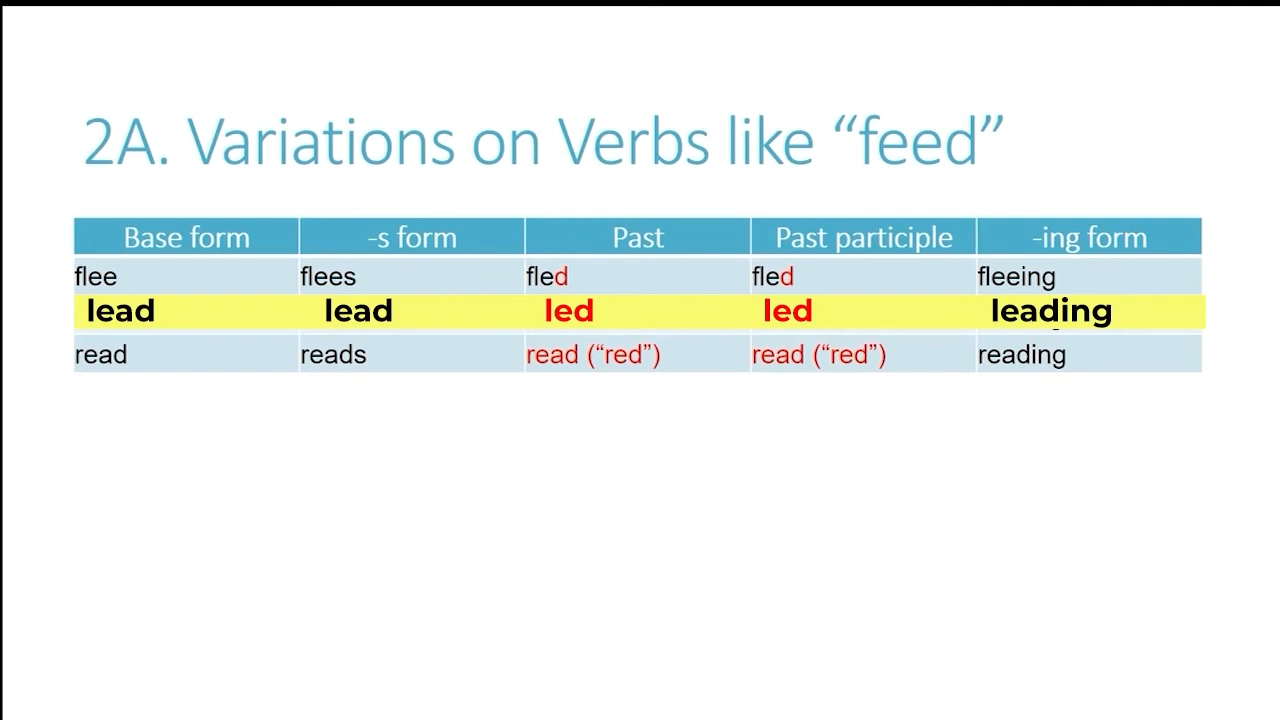 2A. Variations on Verbs like “feed”
Base form -s form Past Past participle -ing form
flee flees fled fled fleeing
lead lead led led leading
read reads read (“red”) read (“red”) reading